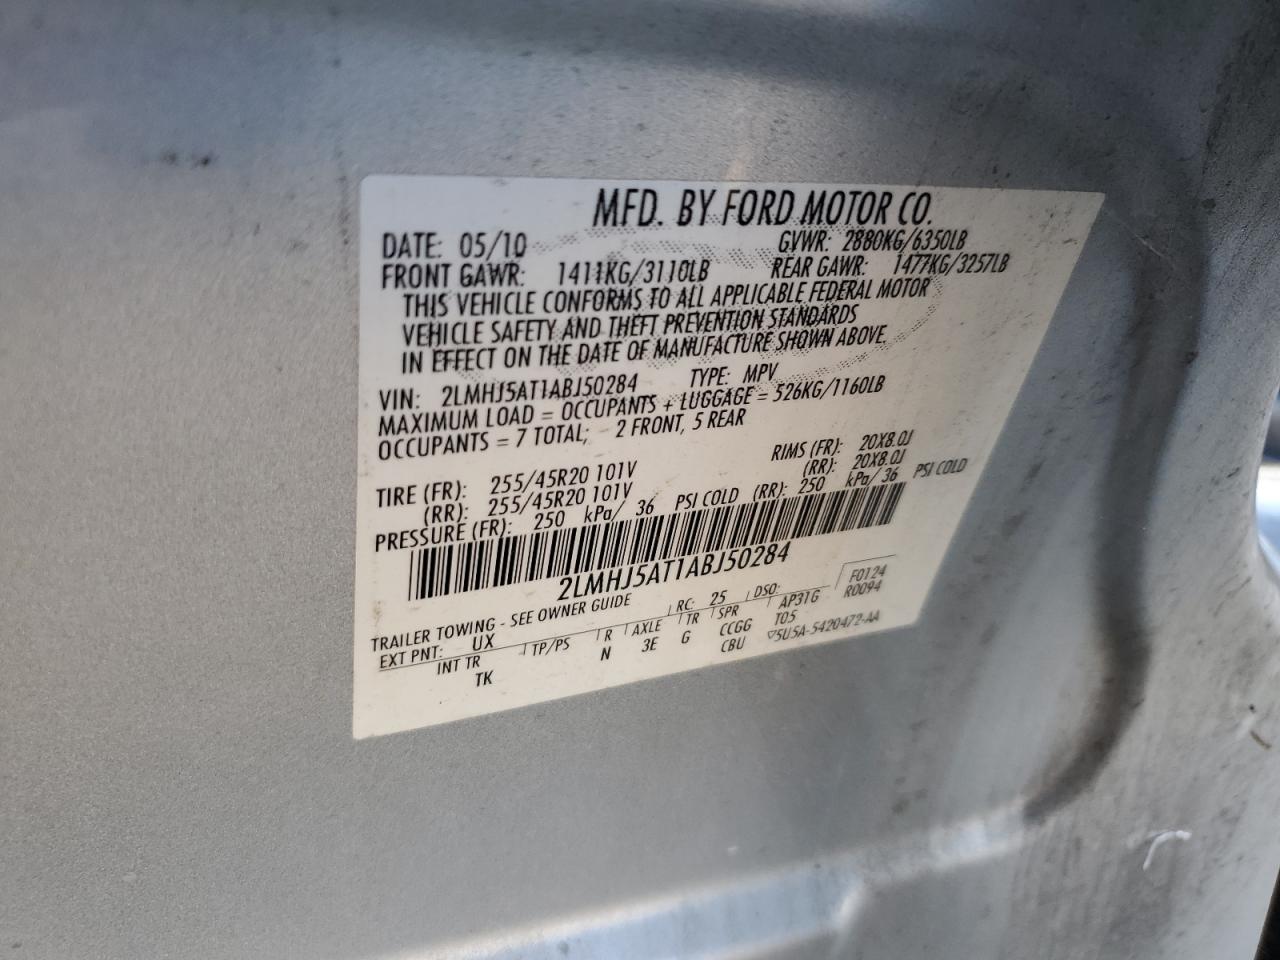 MFD. BY FORD MOTOR CO.
DATE: 05/10 GVWR: 2880KG/6350LB
FRONT GAWR: 1411KG/3110LB REAR GAWR: 1477KG/3257LB
THIS VEHICLE CONFORMS TO ALL APPLICABLE FEDERAL MOTOR
VEHICLE SAFETY AND THEFT PREVENTION STANDARDS
IN EFFECT ON THE DATE OF MANUFACTURE SHOWN ABOVE.
VIN: 2LMHJ5AT1ABJ50284 TYPE: MPV
MAXIMUM LOAD = OCCUPANTS + LUGGAGE = 526KG/1160LB
OCCUPANTS = 7 TOTAL; 2 FRONT, 5 REAR
TIRE (FR): 255/45R20 101V RIMS (FR): 20X8.0J
(RR): 255/45R20 101V (RR): 20X8.0J
PRESSURE (FR): 250 kPa/ 36 PSI COLD (RR): 250 kPa/ 36 PSI COLD
2LMHJ5AT1ABJ50284
TRAILER TOWING - SEE OWNER GUIDE RC: 25 DSO: F0124
EXT PNT: UX AP31G R0094
INT TR TP/PS R AXLE TR SPR T05
TK N 3E G CCGG ▽5U5A-5420472-AA
CBU